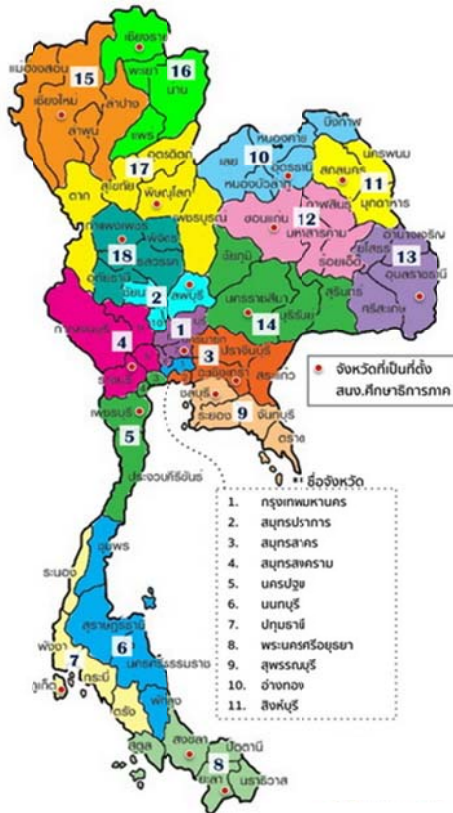 เชียงราย
แม่ฮ่องสอน
พะเยา
15
16
น่าน
เชียงใหม่
ลำปาง
ลำพูน
แพร่
บึงกาฬ
หนองคาย
อุตรดิตถ์
เลย
10
นครพนม
17
สุโขทัย
อุดรธานี
สกลนคร
11
ตาก
พิษณุโลก
หนองบัวลำภู
มุกดาหาร
กาฬสินธุ์
ขอนแก่น
12
เพชรบูรณ์
กำแพงเพชร
มหาสารคาม
อำนาจเจริญ
พิจิตร
ชัยภูมิ
ยโสธร
13
18
ร้อยเอ็ด
อุทัยธานี
อุบลราชธานี
ลพบุรี
2
นครราชสีมา
สุรินทร์
ศรีสะเกษ
1
บุรีรัมย์
14
กาญจนบุรี
4
3
ปราจีนบุรี
ฉะเชิงเทรา
สระแก้ว
ราชบุรี
ชลบุรี
จังหวัดที่เป็นที่ตั้ง
สนง.ศึกษาธิการภาค
เพชรบุรี
ระยอง
9
จันทบุรี
5
ตราด
ประจวบคีรีขันธ์
ชื่อจังหวัด
1. กรุงเทพมหานคร
2. สมุทรปราการ
3. สมุทรสาคร
4. สมุทรสงคราม
5. นครปฐม
6. นนทบุรี
7. ปทุมธานี
8. พระนครศรีอยุธยา
9. สุพรรณบุรี
10. อ่างทอง
11. สิงห์บุรี
ชุมพร
ระนอง
สุราษฎร์ธานี
6
พังงา
นครศรีธรรมราช
7
กระบี่
ภูเก็ต
ตรัง
พัทลุง
สงขลา
สตูล
ปัตตานี
8
ยะลา
นราธิวาส